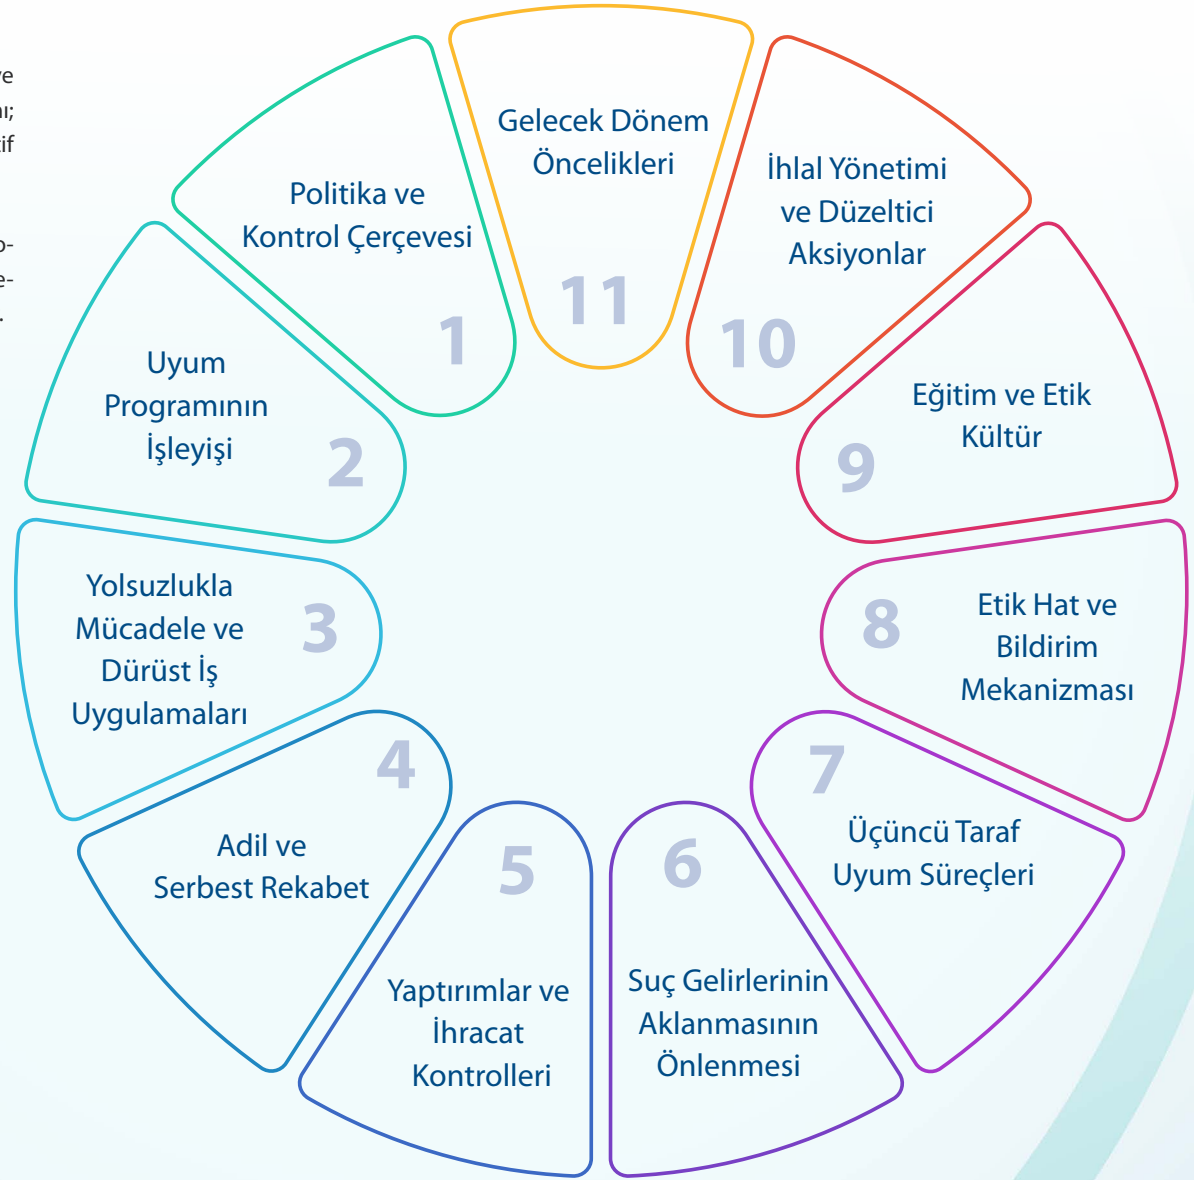 ve
tif
Politika ve
Kontrol Çerçevesi
1
Uyum
Programının
İşleyişi
2
Yolsuzlukla
Mücadele ve
Dürüst İş
Uygulamaları
3
4
Adil ve
Serbest Rekabet
5
Yaptırımlar ve
İhracat
Kontrolleri
6
Suç Gelirlerinin
Aklanmasının
Önlenmesi
7
Üçüncü Taraf
Uyum Süreçleri
8
Etik Hat ve
Bildirim
Mekanizması
9
Eğitim ve Etik
Kültür
10
İhlal Yönetimi
ve Düzeltici
Aksiyonlar
11
Gelecek Dönem
Öncelikleri